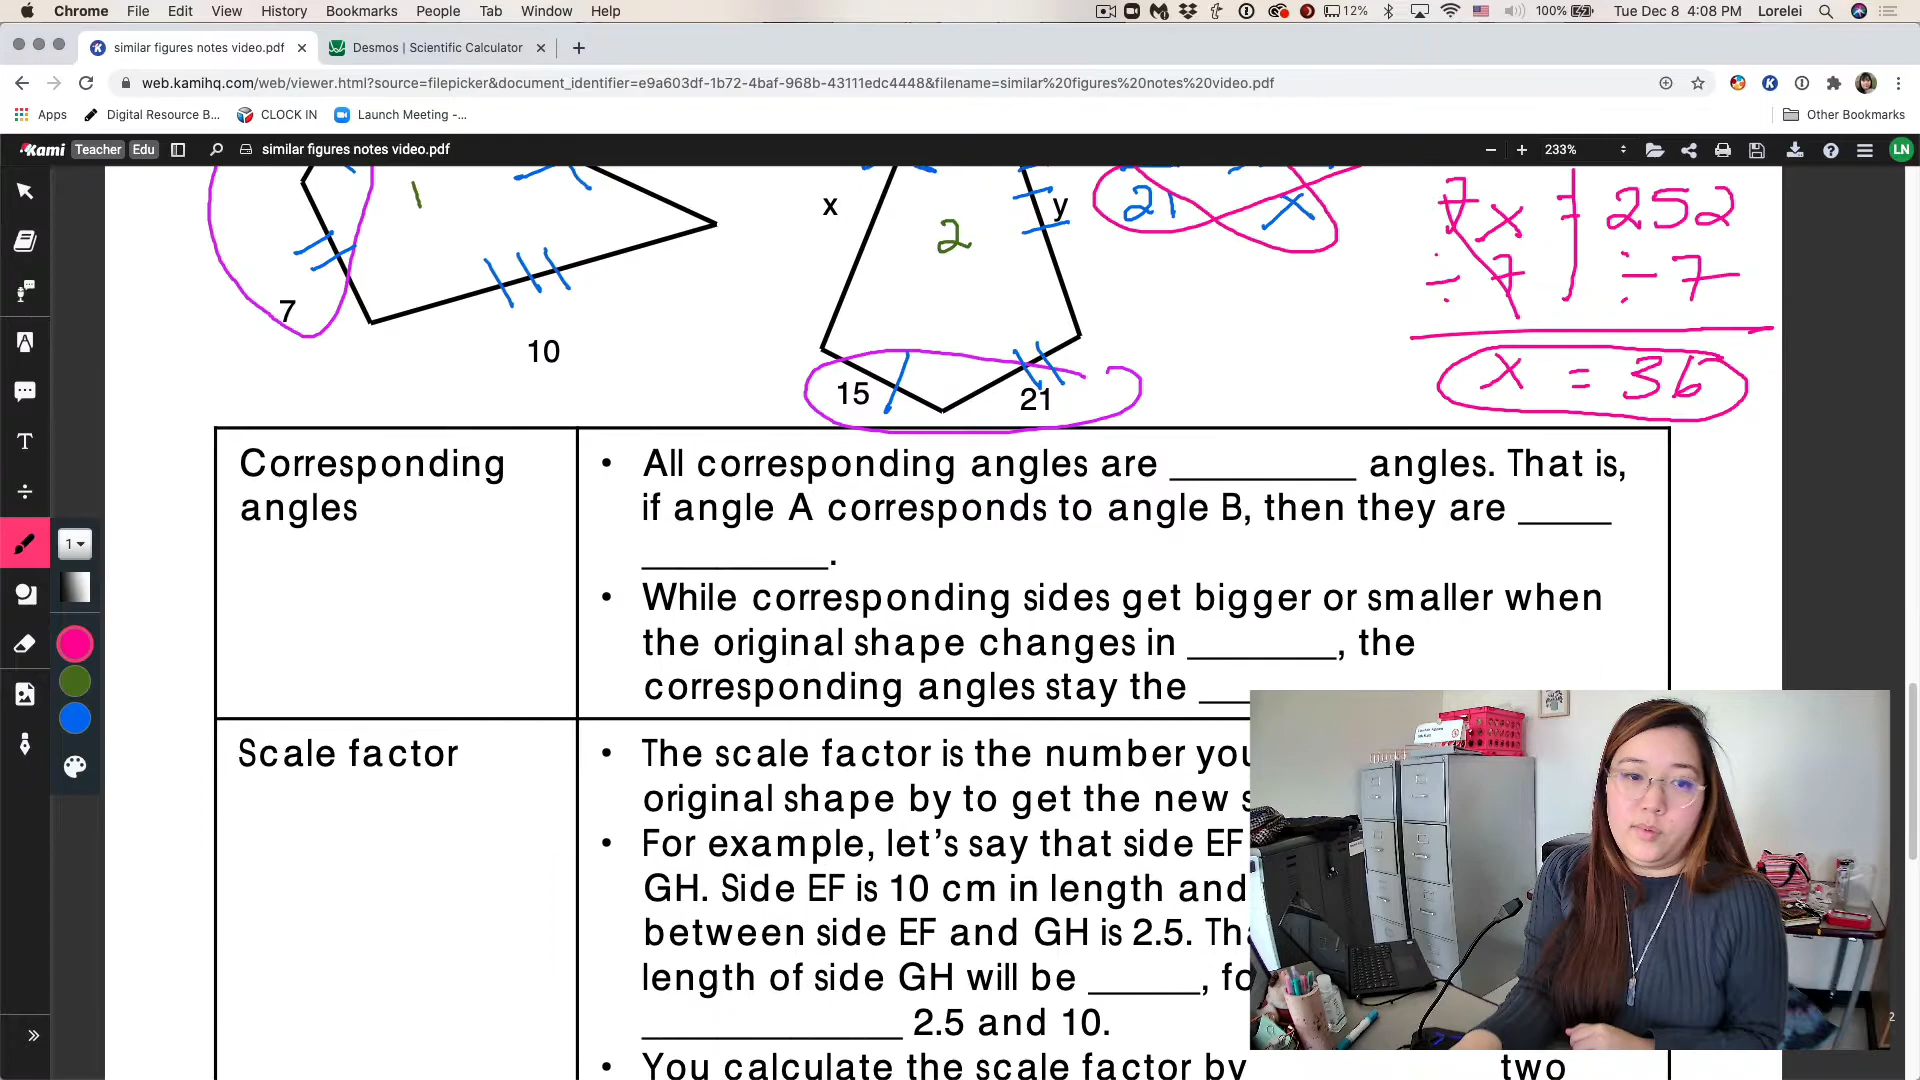 Chrome File Edit View History Bookmarks People Tab Window Help 12% 100% Tue Dec 8 4:08 PM Lorelei
similar figures notes video.pdf Desmos | Scientific Calculator
web.kamihq.com/web/viewer.html?source=filepicker&document_identifier=e9a603df-1b72-4baf-968b-43111edc4448&filename=similar%20figures%20notes%20video.pdf
Apps Digital Resource B... CLOCK IN Launch Meeting -... Other Bookmarks
Kami Teacher Edu similar figures notes video.pdf 233% LN
1 x 2 y 21 x 7x = 252
÷ 7 ÷ 7
7 10 15 21 x = 36
Corresponding angles
• All corresponding angles are __________ angles. That is,
if angle A corresponds to angle B, then they are _____
__________.
• While corresponding sides get bigger or smaller when
the original shape changes in ________, the
corresponding angles stay the ___
Scale factor
• The scale factor is the number you
original shape by to get the new s
• For example, let's say that side EF
GH. Side EF is 10 cm in length and
between side EF and GH is 2.5. Tha
length of side GH will be ______, fo
______________ 2.5 and 10.
• You calculate the scale factor by two
1
T
2